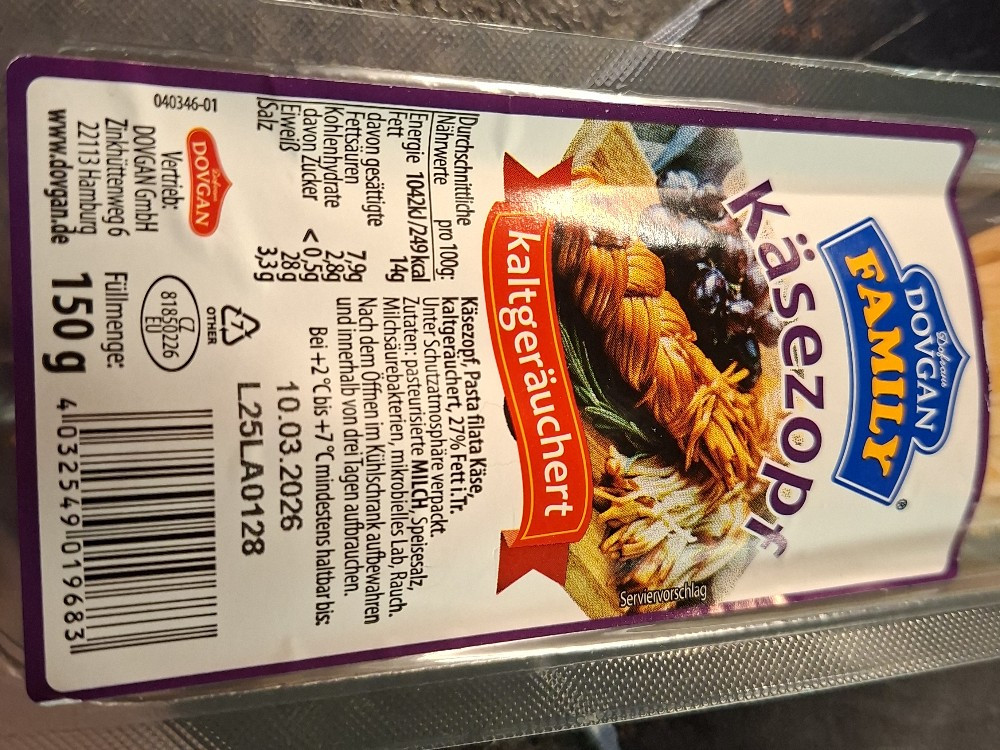 Dovgan
DOVGAN
FAMILY
®
Käsezopf
Serviervorschlag
kaltgeräuchert
Durchschnittliche
Nährwerte pro 100g:
Energie 1042kJ/249kcal
Fett 14g
davon gesättigte
Fettsäuren 7,9g
Kohlenhydrate 2,8g
davon Zucker <0,5g
Eiweiß 28g
Salz 3,3g
Käsezopf, Pasta filata Käse,
kaltgeräuchert, 27% Fett i. Tr.
Unter Schutzatmosphäre verpackt.
Zutaten: pasteurisierte MILCH, Speisesalz,
Milchsäurebakterien, mikrobielles Lab, Rauch.
Nach dem Öffnen im Kühlschrank aufbewahren
und innerhalb von drei Tagen aufbrauchen.
Bei +2 °C bis +7 °C mindestens haltbar bis:
10.03.2026
L25LA0128
040346-01
Dovgan
DOVGAN
Vertrieb:
DOVGAN GmbH
Zinkhüttenweg 6
22113 Hamburg
www.dovgan.de
7
OTHER
CZ
81850226
EU
Füllmenge:
150 g
4 032549 019683